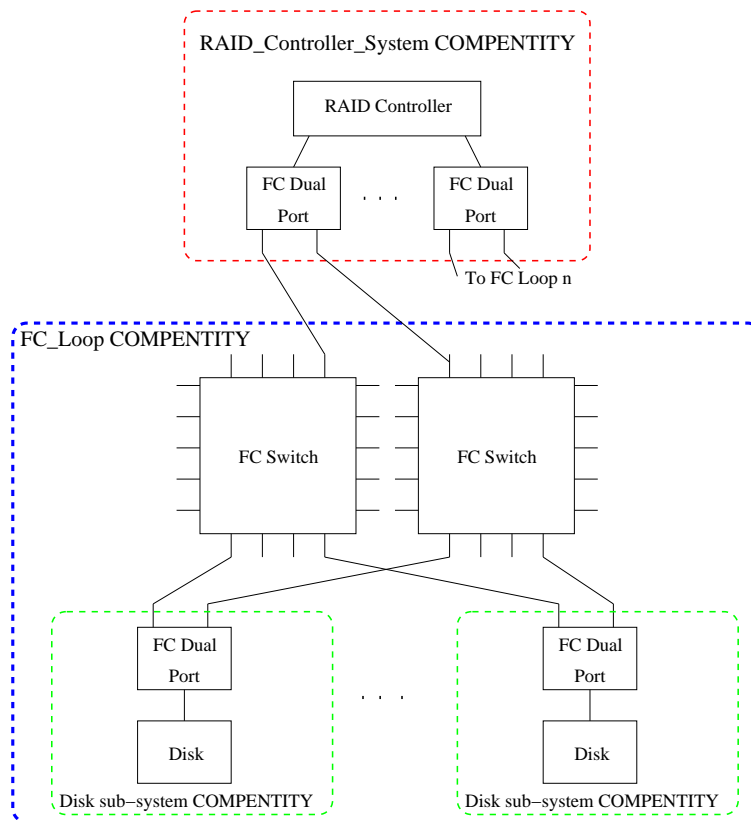 RAID_Controller_System COMPENTITY
RAID Controller
FC Dual
Port
. . .
FC Dual
Port
To FC Loop n
FC_Loop COMPENTITY
FC Switch
FC Switch
FC Dual
Port
Disk
Disk sub−system COMPENTITY
. . .
FC Dual
Port
Disk
Disk sub−system COMPENTITY